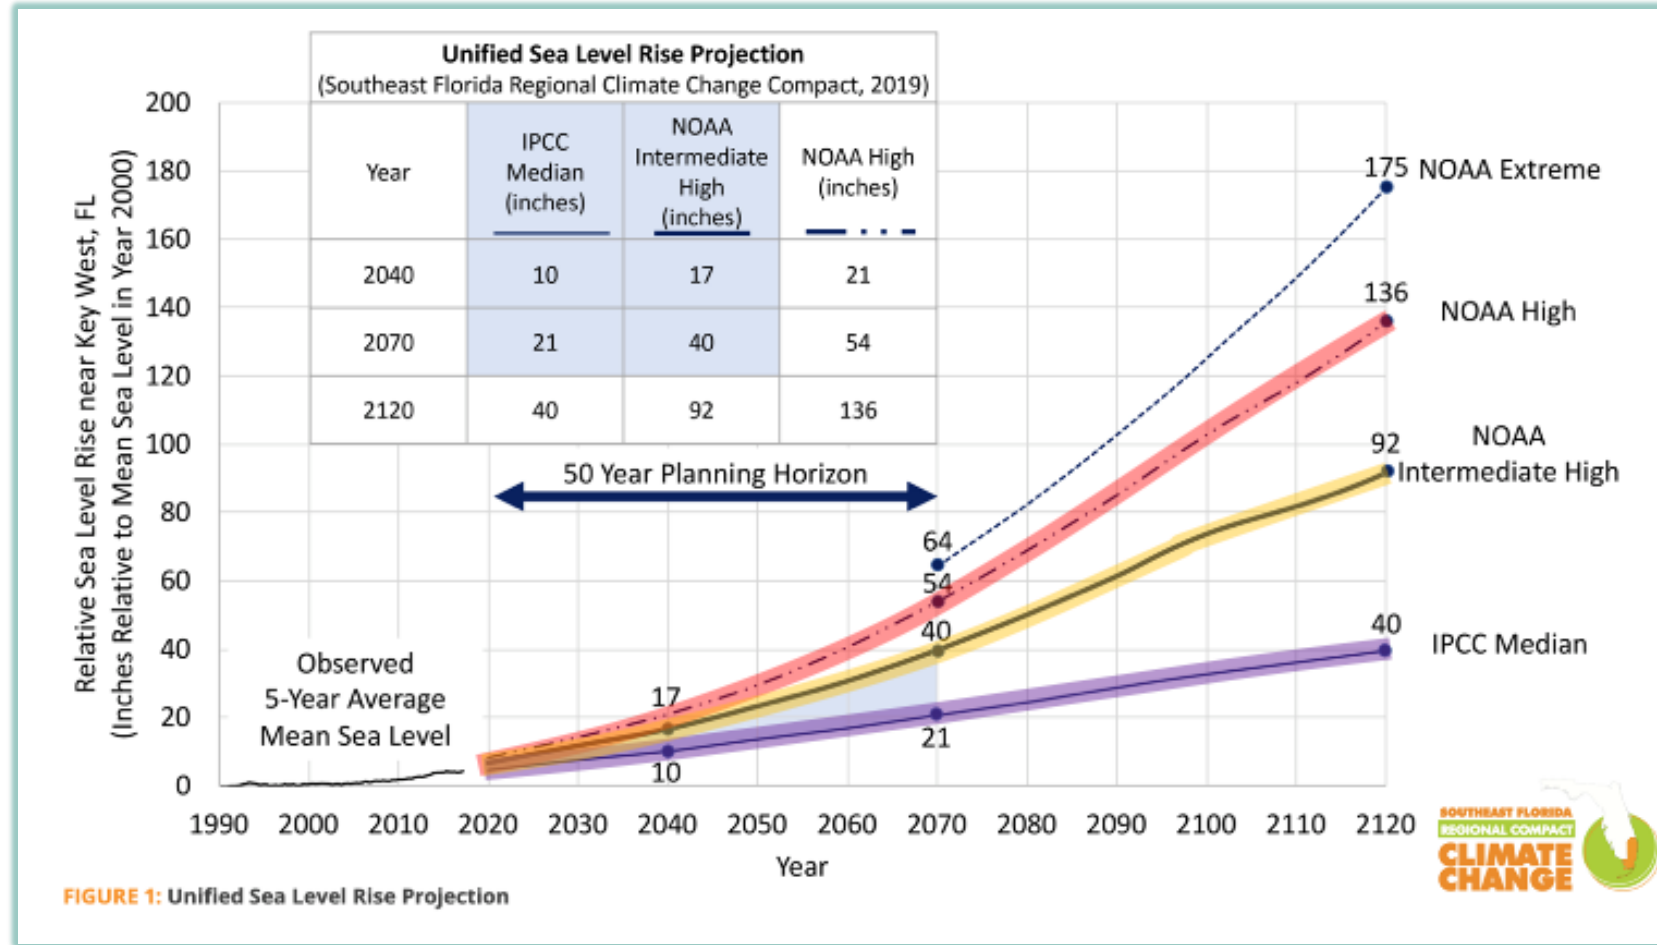 Unified Sea Level Rise Projection
(Southeast Florida Regional Climate Change Compact, 2019)
Year
IPCC
Median
(inches)
NOAA
Intermediate
High
(inches)
NOAA High
(inches)
2040 10 17 21
2070 21 40 54
2120 40 92 136
Relative Sea Level Rise near Key West, FL
(Inches Relative to Mean Sea Level in Year 2000)
200
180
160
140
120
100
80
60
40
20
0
50 Year Planning Horizon
Observed
5-Year Average
Mean Sea Level
17
10
64
54
40
21
175
NOAA Extreme
136
NOAA High
92
NOAA
Intermediate High
40
IPCC Median
1990 2000 2010 2020 2030 2040 2050 2060 2070 2080 2090 2100 2110 2120
Year
SOUTHEAST FLORIDA
REGIONAL COMPACT
CLIMATE
CHANGE
FIGURE 1: Unified Sea Level Rise Projection